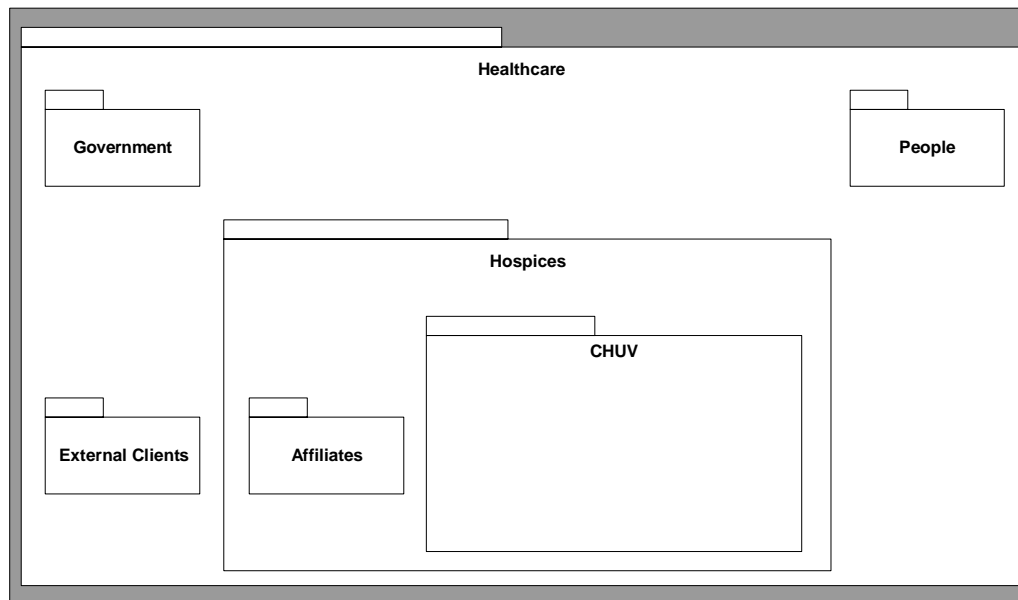 Healthcare
Government
People
Hospices
CHUV
External Clients
Affiliates